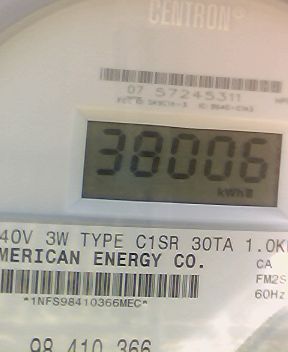 CENTRON®
07 57245311
38006
kWh
40V 3W TYPE C1SR 30TA 1.0K
MERICAN ENERGY CO.
CA
FM2S
*1NFS98410366MEC*
60Hz
98 410 366